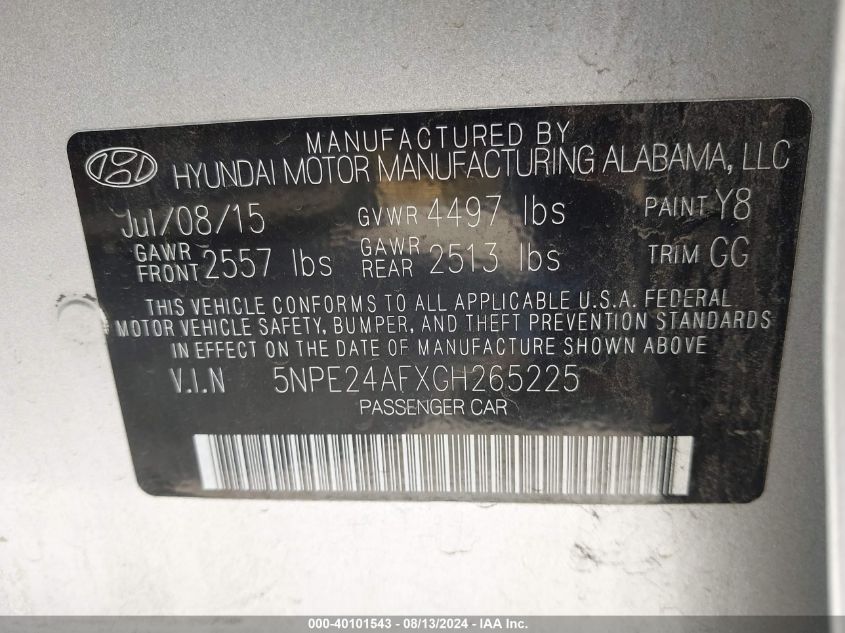 MANUFACTURED BY
HYUNDAI MOTOR MANUFACTURING ALABAMA, LLC
Jul/08/15 GVWR 4497 lbs PAINT Y8
GAWR FRONT 2557 lbs GAWR REAR 2513 lbs TRIM GG
THIS VEHICLE CONFORMS TO ALL APPLICABLE U.S.A. FEDERAL
MOTOR VEHICLE SAFETY, BUMPER, AND THEFT PREVENTION STANDARDS
IN EFFECT ON THE DATE OF MANUFACTURE SHOWN ABOVE
V.I.N 5NPE24AFXGH265225
PASSENGER CAR
000-40101543 - 08/13/2024 - IAA Inc.